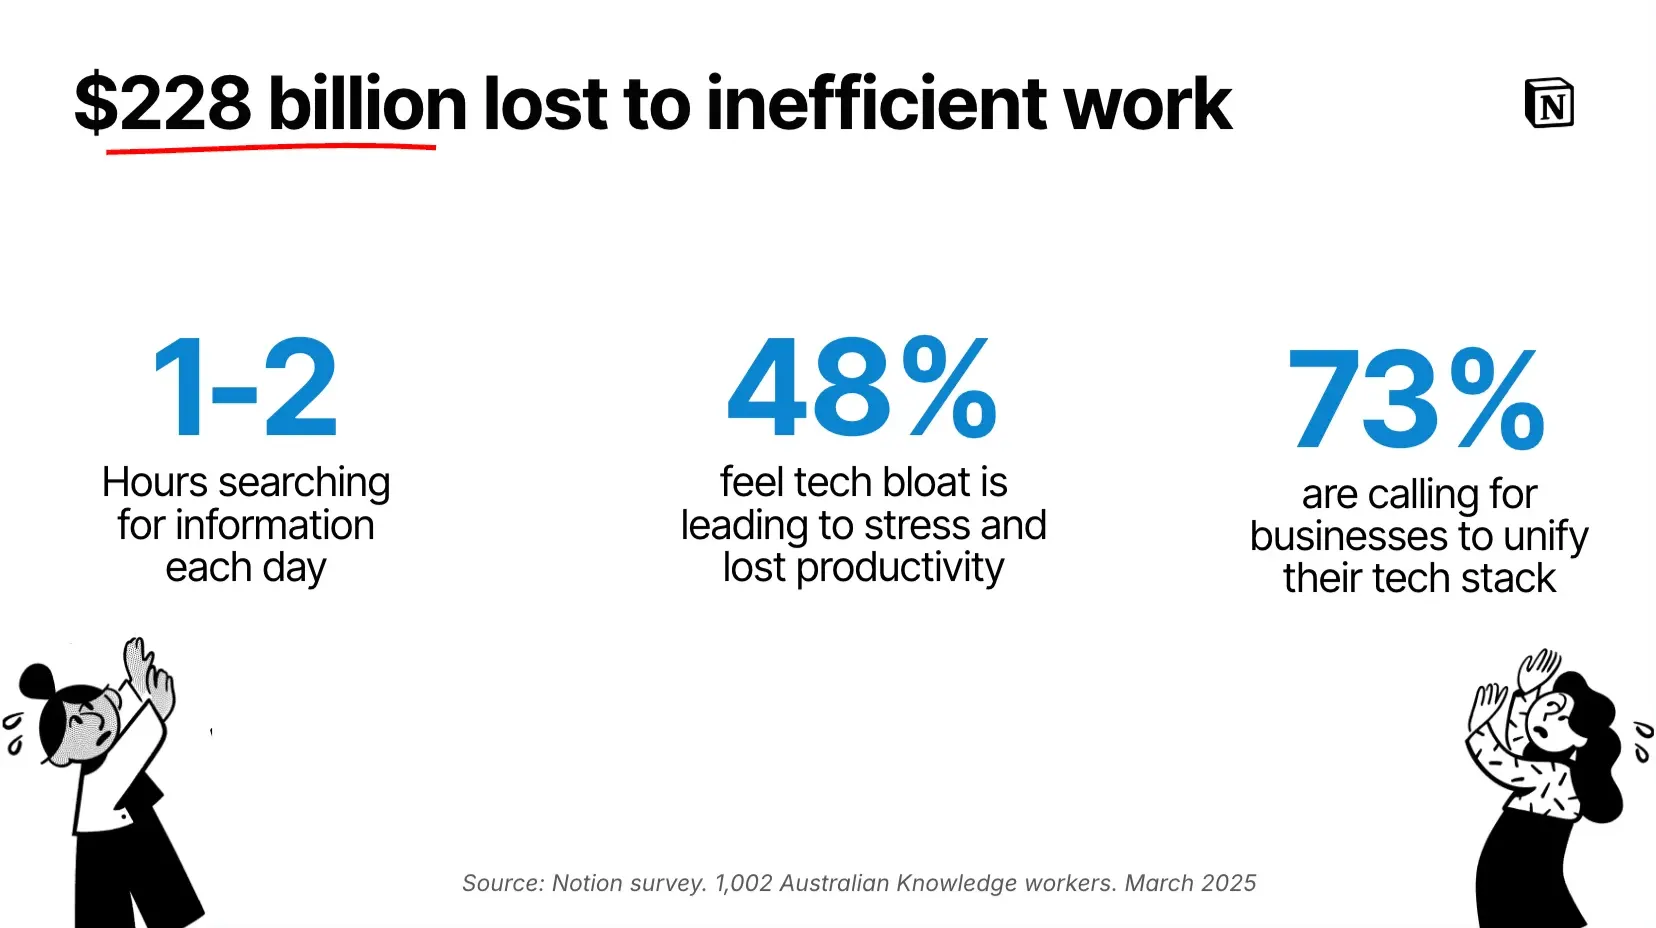 $228 billion lost to inefficient work
N
1-2
Hours searching
for information
each day
48%
feel tech bloat is
leading to stress and
lost productivity
73%
are calling for
businesses to unify
their tech stack
Source: Notion survey. 1,002 Australian Knowledge workers. March 2025